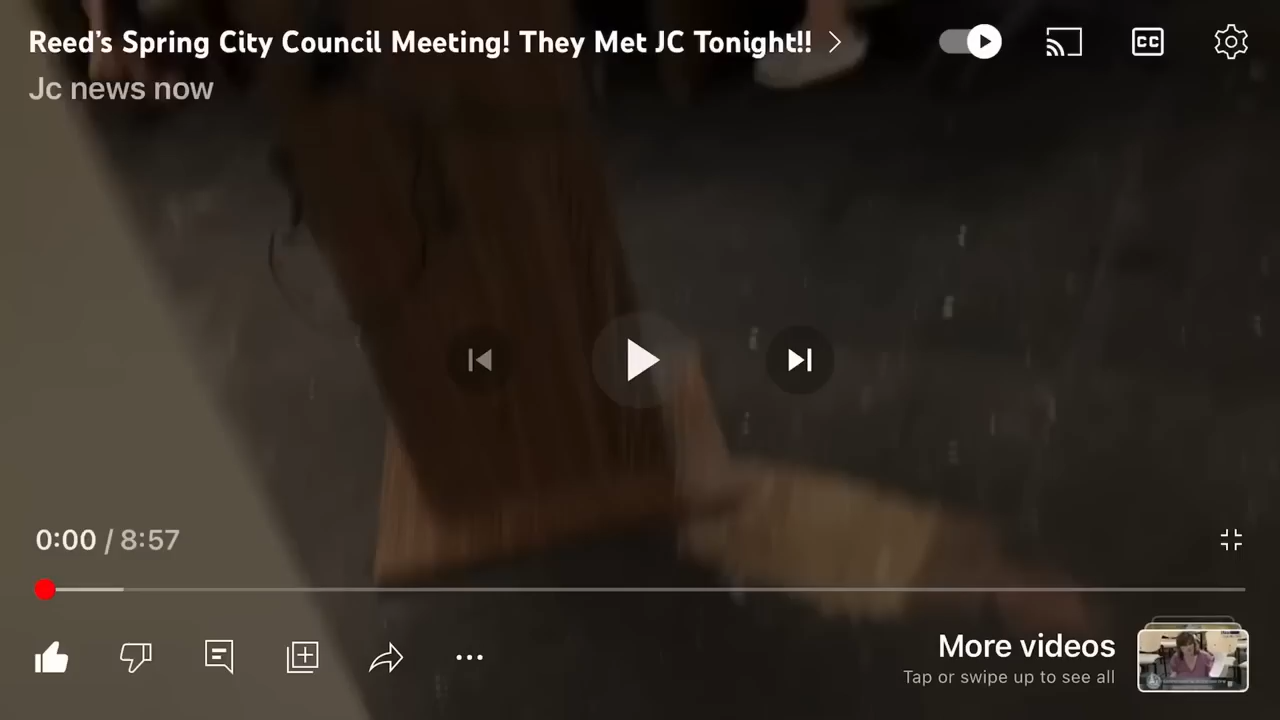 Reed’s Spring City Council Meeting! They Met JC Tonight!!
Jc news now
CC
0:00 / 8:57
More videos
Tap or swipe up to see all